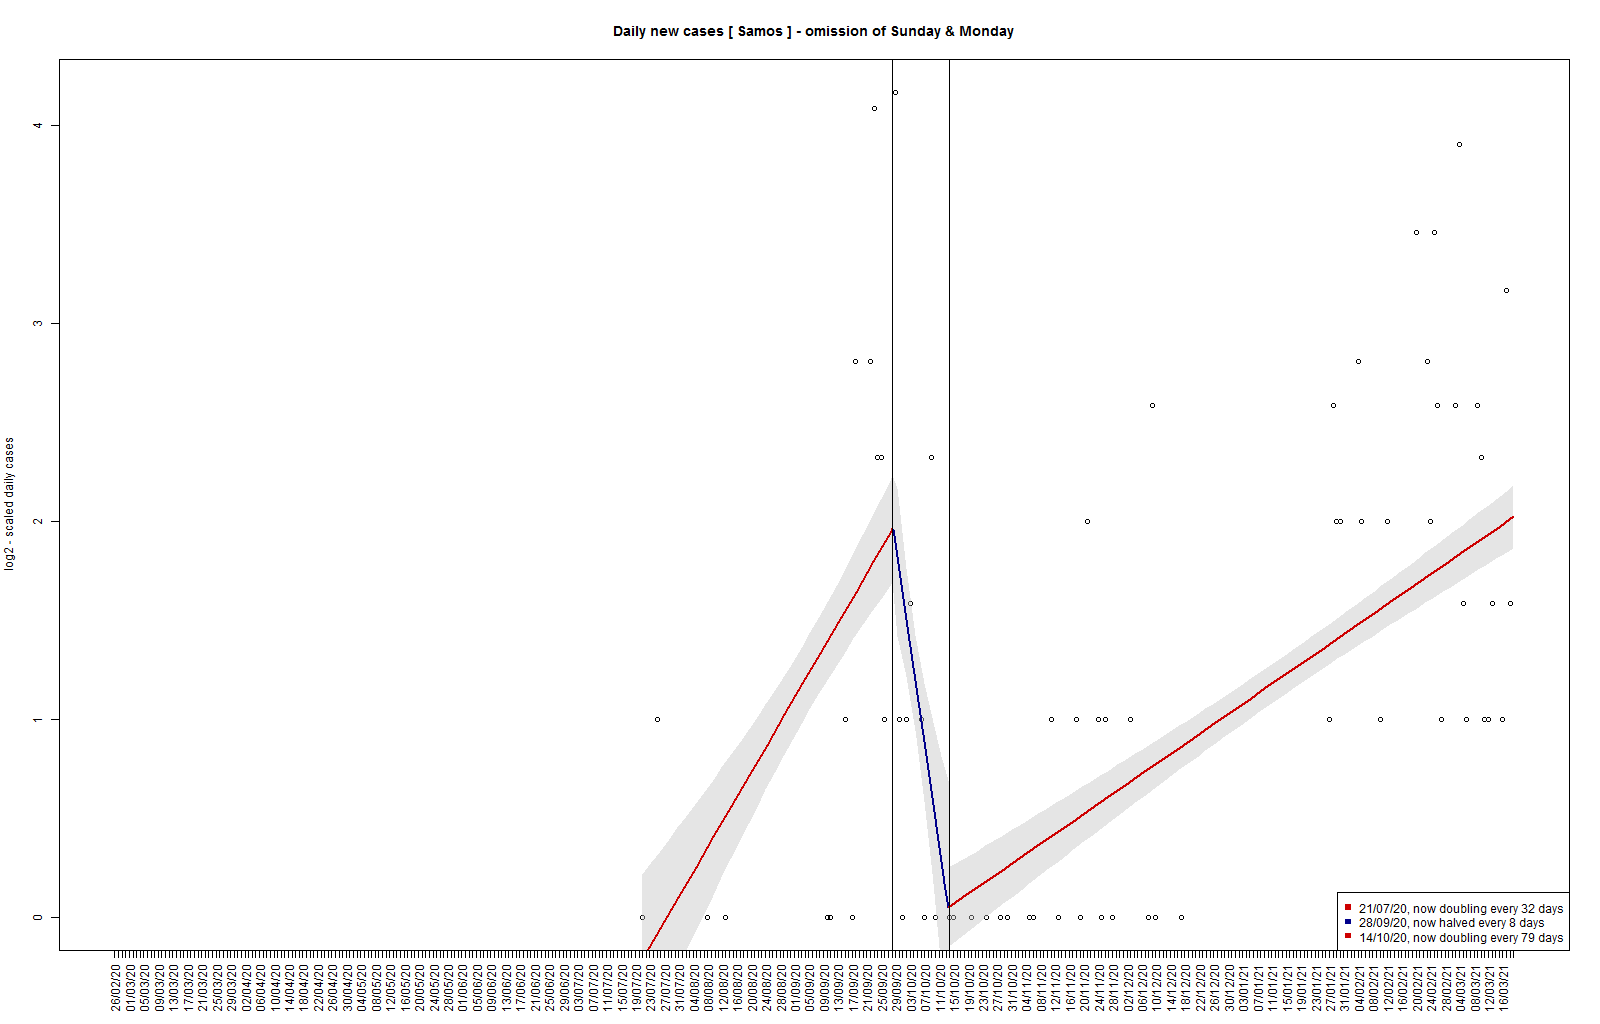 Daily new cases [ Samos ] - omission of Sunday & Monday
log2 - scaled daily cases
4
3
2
1
0
21/07/20, now doubling every 32 days
28/09/20, now halved every 8 days
14/10/20, now doubling every 79 days
26/02/20 01/03/20 05/03/20 09/03/20 13/03/20 17/03/20 21/03/20 25/03/20 29/03/20 02/04/20 06/04/20 10/04/20 14/04/20 18/04/20 22/04/20 26/04/20 30/04/20 04/05/20 08/05/20 12/05/20 16/05/20 20/05/20 24/05/20 28/05/20 01/06/20 05/06/20 09/06/20 13/06/20 17/06/20 21/06/20 25/06/20 29/06/20 03/07/20 07/07/20 11/07/20 15/07/20 19/07/20 23/07/20 27/07/20 31/07/20 04/08/20 08/08/20 12/08/20 16/08/20 20/08/20 24/08/20 28/08/20 01/09/20 05/09/20 09/09/20 13/09/20 17/09/20 21/09/20 25/09/20 29/09/20 03/10/20 07/10/20 11/10/20 15/10/20 19/10/20 23/10/20 27/10/20 31/10/20 04/11/20 08/11/20 12/11/20 16/11/20 20/11/20 24/11/20 28/11/20 02/12/20 06/12/20 10/12/20 14/12/20 18/12/20 22/12/20 26/12/20 30/12/20 03/01/21 07/01/21 11/01/21 15/01/21 19/01/21 23/01/21 27/01/21 31/01/21 04/02/21 08/02/21 12/02/21 16/02/21 20/02/21 24/02/21 28/02/21 04/03/21 08/03/21 12/03/21 16/03/21